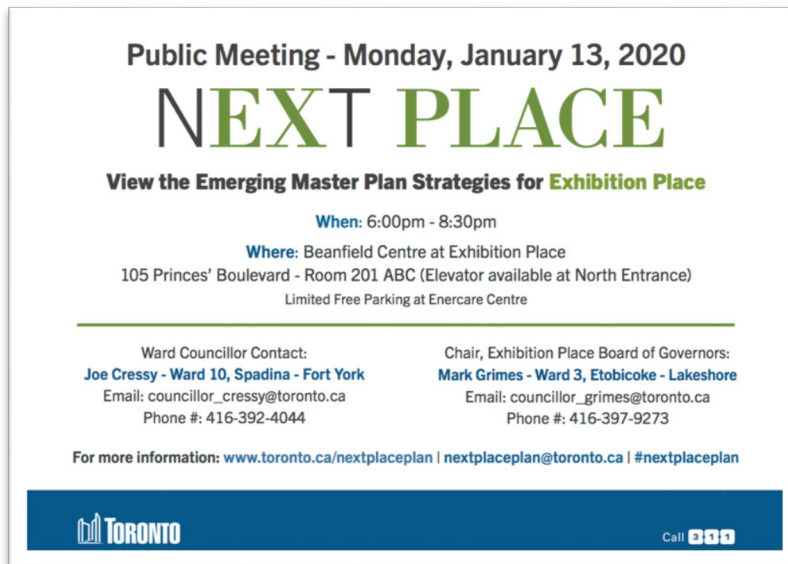 Public Meeting - Monday, January 13, 2020
NEXT PLACE
View the Emerging Master Plan Strategies for Exhibition Place
When: 6:00pm - 8:30pm
Where: Beanfield Centre at Exhibition Place
105 Princes' Boulevard - Room 201 ABC (Elevator available at North Entrance)
Limited Free Parking at Enercare Centre
Ward Councillor Contact:
Joe Cressy - Ward 10, Spadina - Fort York
Email: councillor_cressy@toronto.ca
Phone #: 416-392-4044
Chair, Exhibition Place Board of Governors:
Mark Grimes - Ward 3, Etobicoke - Lakeshore
Email: councillor_grimes@toronto.ca
Phone #: 416-397-9273
For more information: www.toronto.ca/nextplaceplan | nextplaceplan@toronto.ca | #nextplaceplan
TORONTO
Call 311